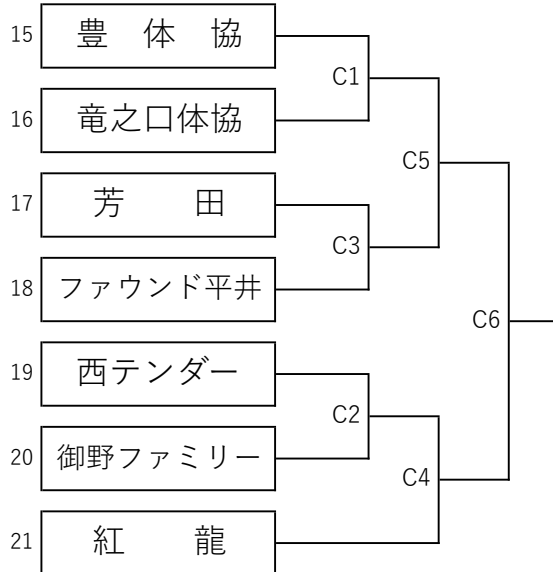 15 豊 体 協
C1
16 竜之口体協
C5
17 芳 田
C3
18 ファウンド平井
C6
19 西テンダー
C2
20 御野ファミリー
C4
21 紅 龍